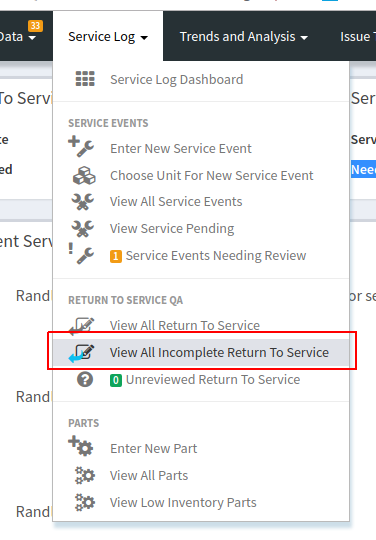 Data 33
Service Log
Trends and Analysis
Issue
To Servi
Ser
Serv
ed
Need
Service Log Dashboard
SERVICE EVENTS
Enter New Service Event
Choose Unit For New Service Event
View All Service Events
View Service Pending
1 Service Events Needing Review
ent Serv
RETURN TO SERVICE QA
Rand
or se
View All Return To Service
View All Incomplete Return To Service
0 Unreviewed Return To Service
Rand
PARTS
Enter New Part
View All Parts
View Low Inventory Parts
Rand